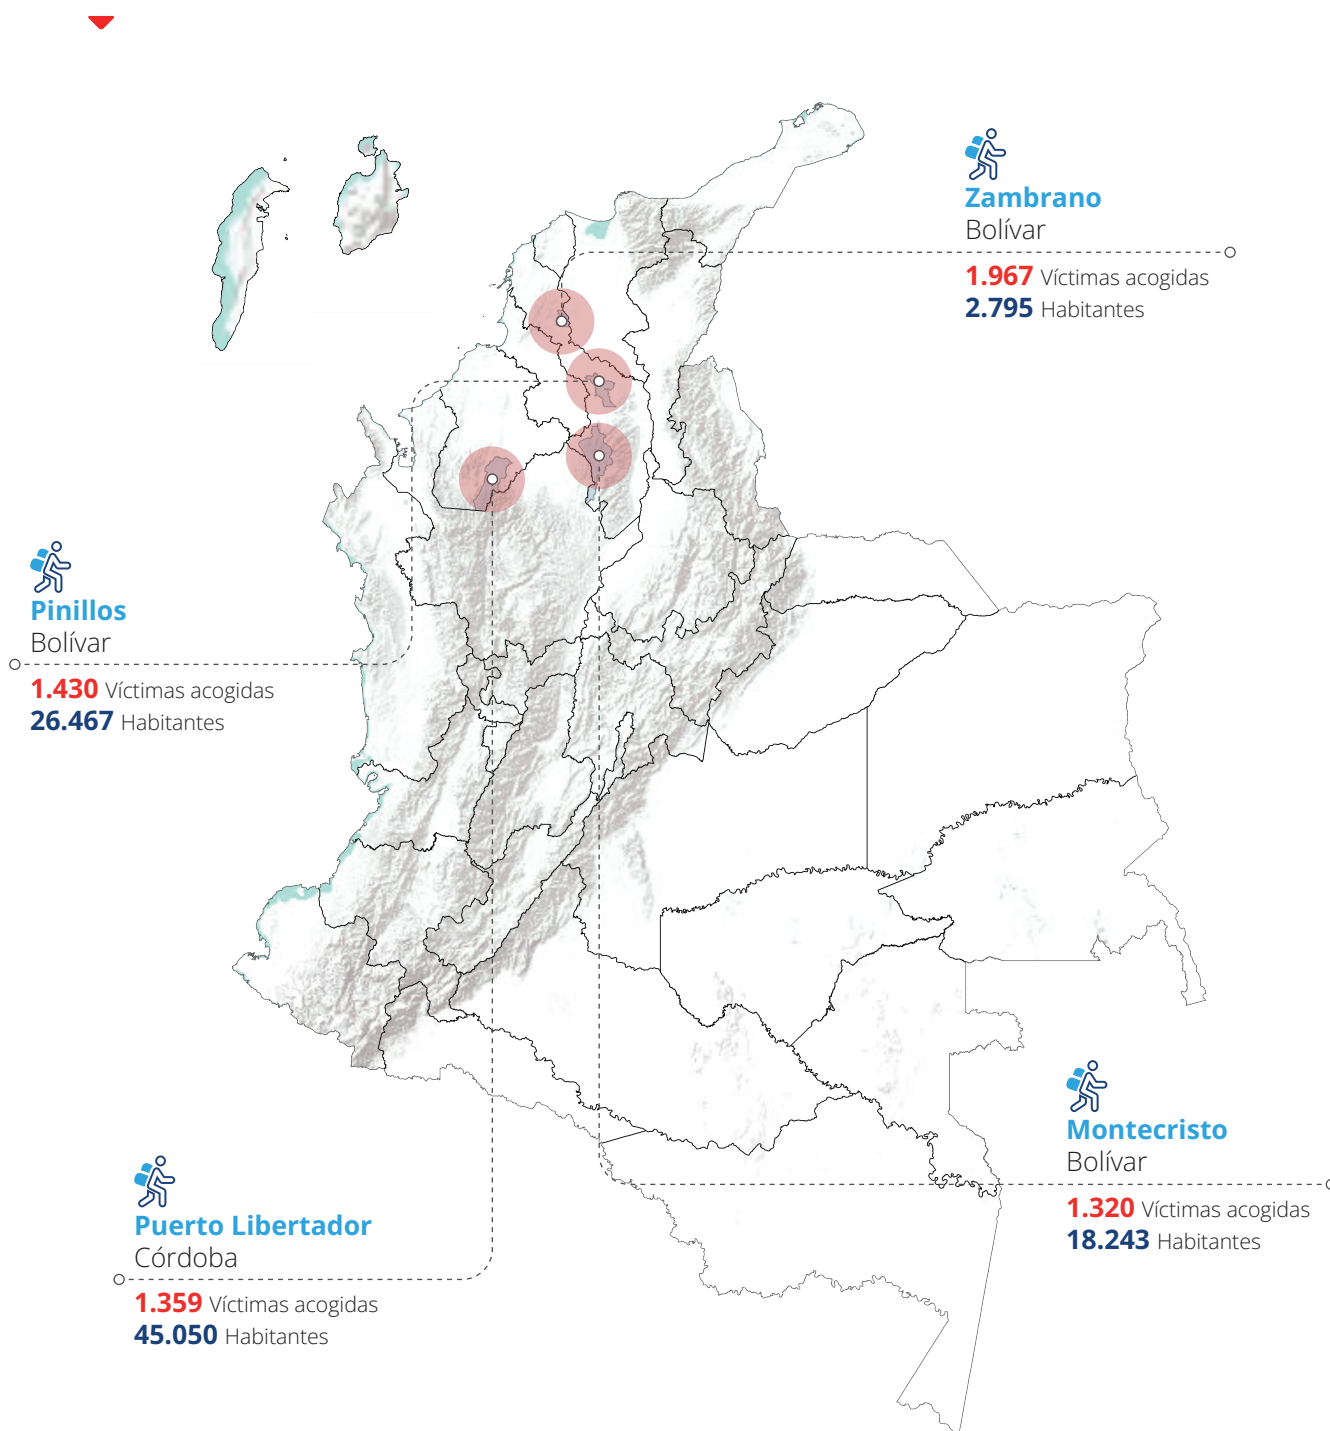 Zambrano
Bolívar
1.967 Víctimas acogidas
2.795 Habitantes
Pinillos
Bolívar
1.430 Víctimas acogidas
26.467 Habitantes
Montecristo
Bolívar
1.320 Víctimas acogidas
18.243 Habitantes
Puerto Libertador
Córdoba
1.359 Víctimas acogidas
45.050 Habitantes